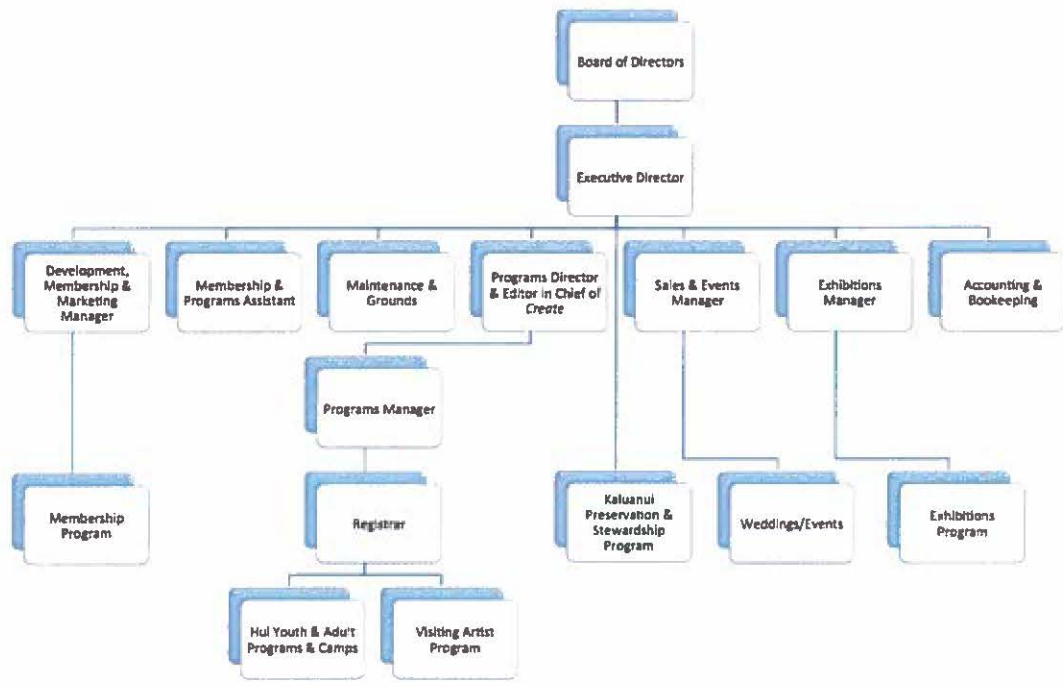 Board of Directors
Executive Director
Development,
Membership &
Marketing
Manager
Membership &
Programs Assistant
Maintenance &
Grounds
Programs Director
& Editor in Chief of
Create
Sales & Events
Manager
Exhibitions
Manager
Accounting &
Bookeeping
Programs Manager
Membership
Program
Registrar
Kaluanui
Preservation &
Stewardship
Program
Weddings/Events
Exhibitions
Program
Hui Youth & Adult
Programs & Camps
Visiting Artist
Program